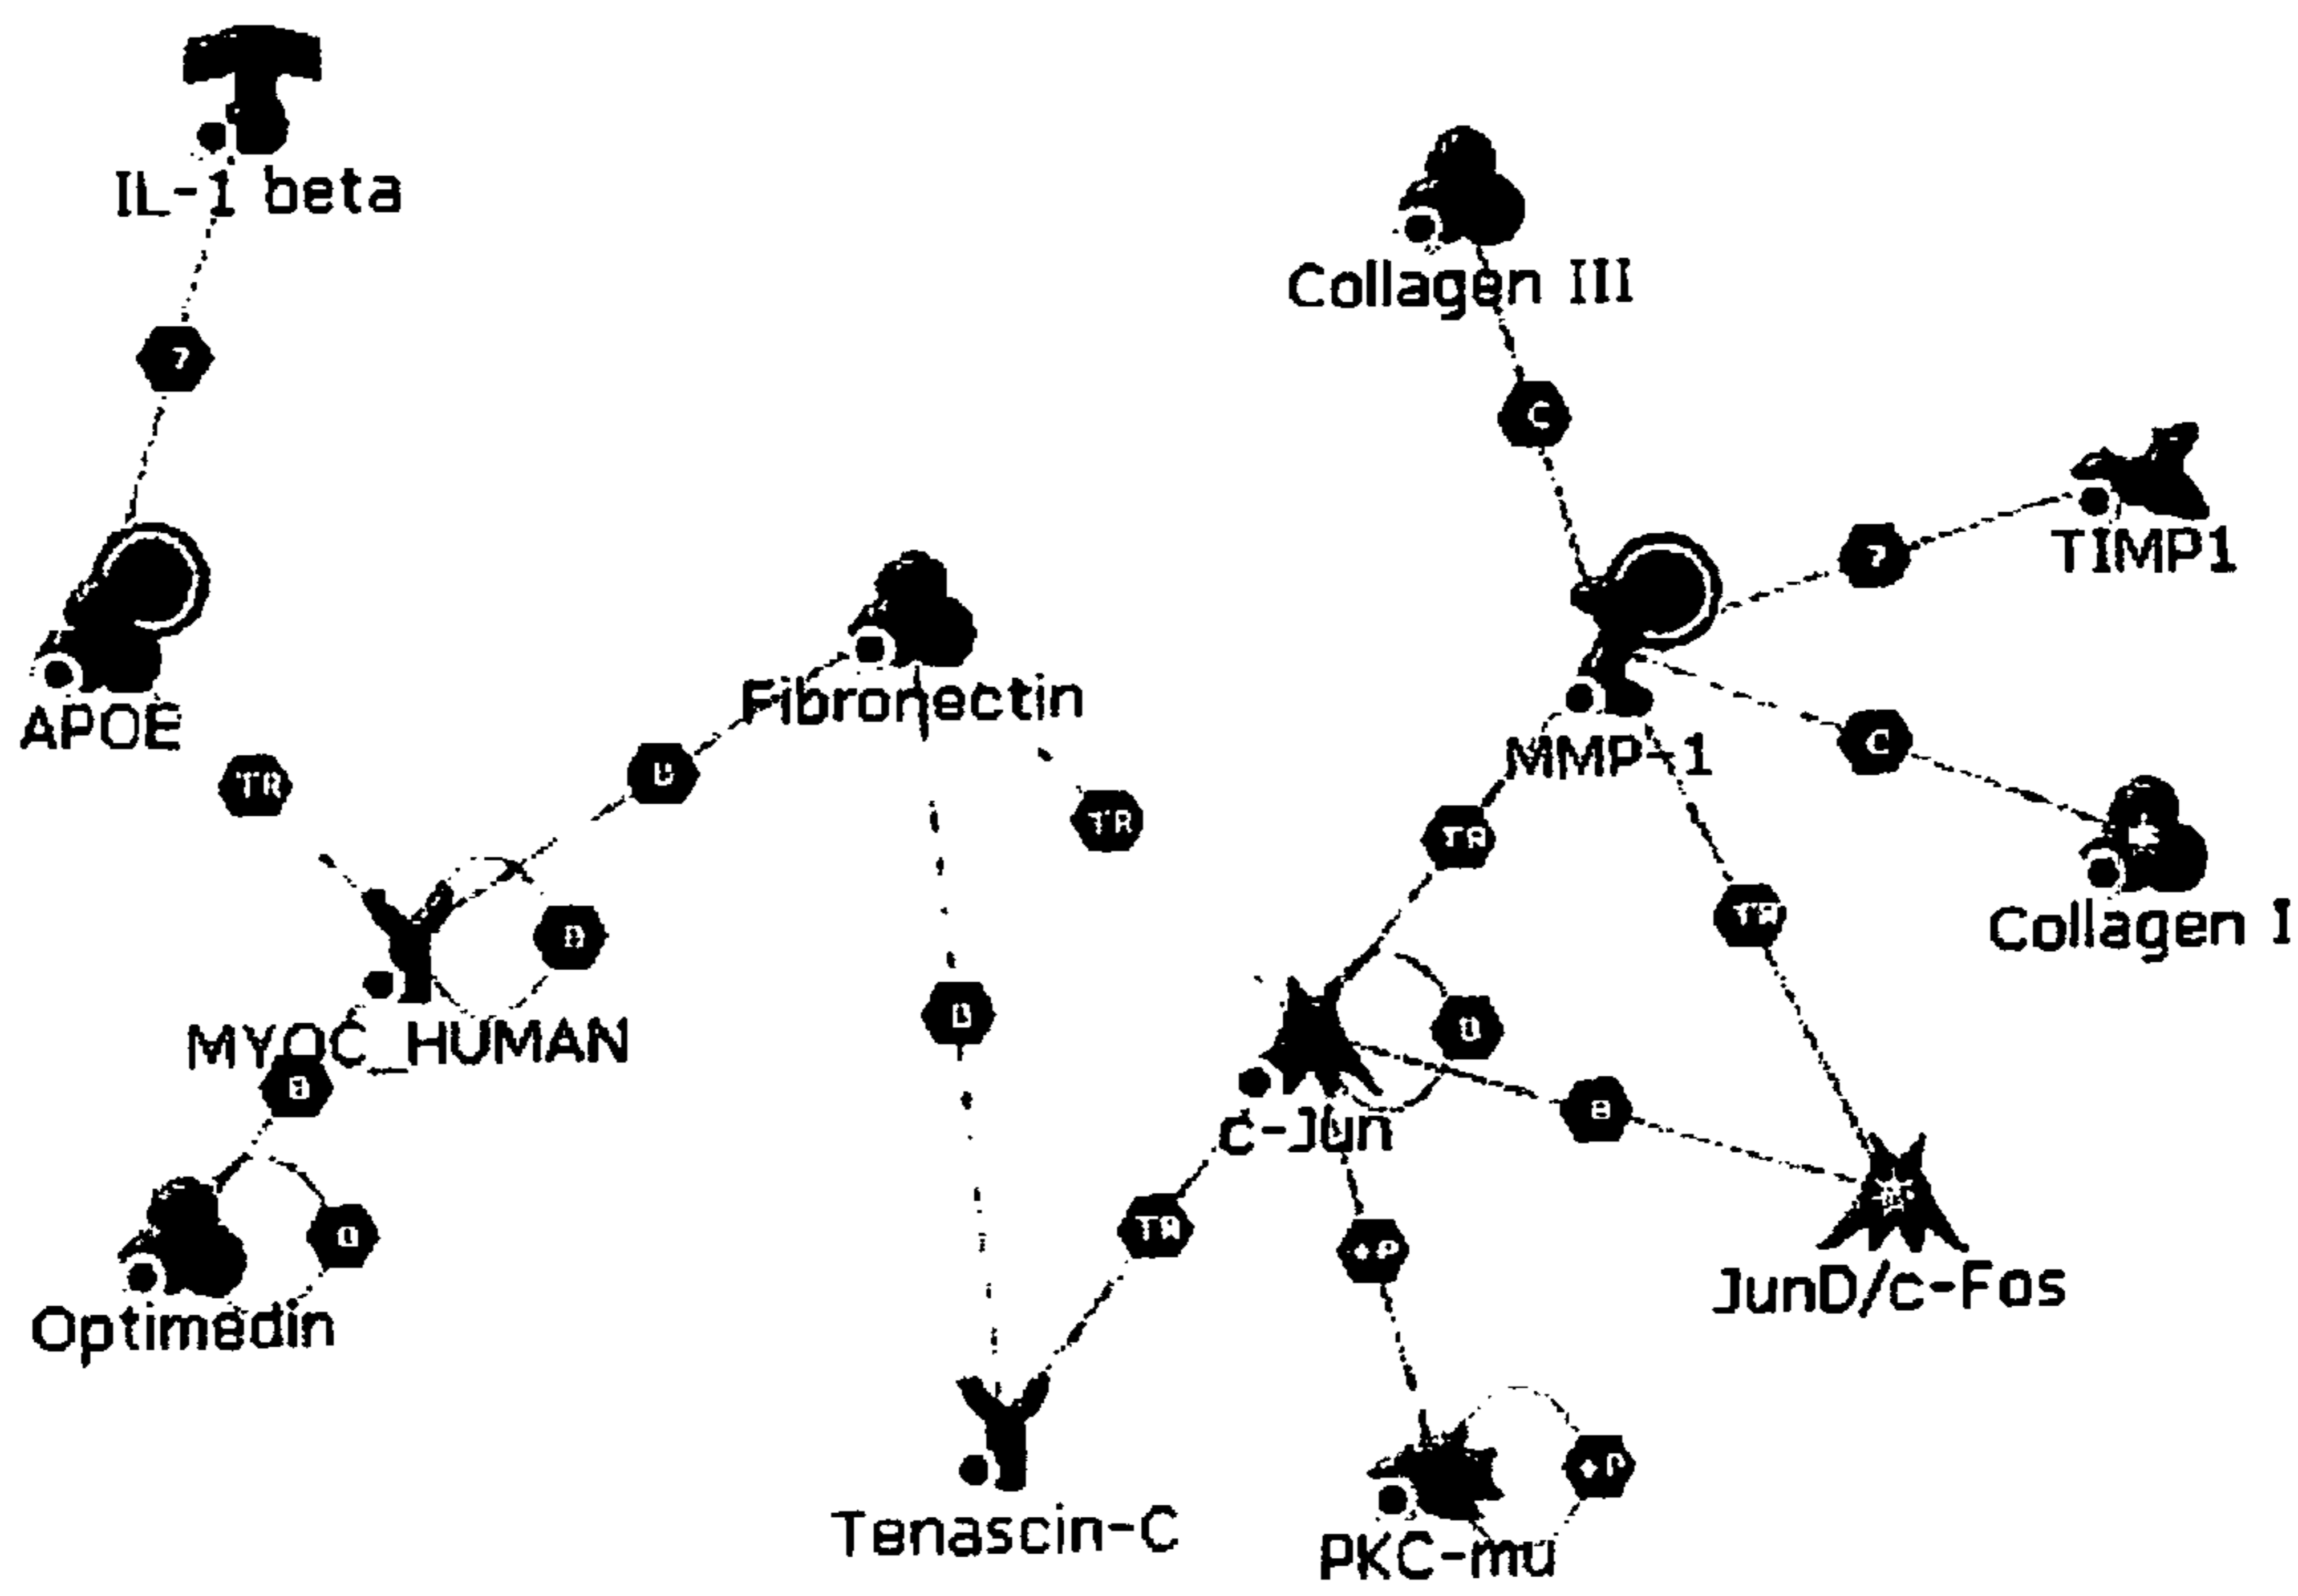 IL-1 beta
Collagen III
?
C
TIMP1
?
APOE
Fibronectin
MMP-1
C
TR
TR
Collagen I
MYOC_HUMAN
B
c-Jun
B
JunD/c-Fos
Optimedin
Tenascin-C
PKC-mu